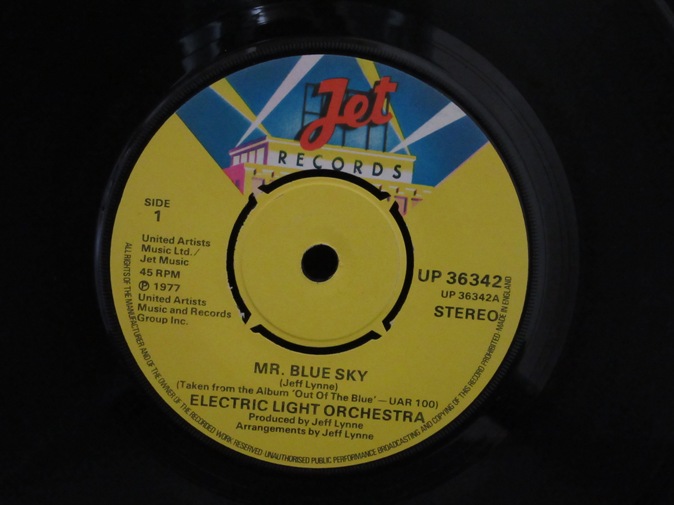 Jet
RECORDS
SIDE
1
United Artists
Music Ltd./
Jet Music
45 RPM
Ⓟ 1977
United Artists
Music and Records
Group Inc.
UP 36342
UP 36342A
STEREO
MR. BLUE SKY
(Jeff Lynne)
(Taken from the Album 'Out Of The Blue' — UAR 100)
ELECTRIC LIGHT ORCHESTRA
Produced by Jeff Lynne
Arrangements by Jeff Lynne
ALL RIGHTS OF THE MANUFACTURER AND OF THE OWNER OF THE RECORDED WORK RESERVED · UNAUTHORISED PUBLIC PERFORMANCE BROADCASTING AND COPYING OF THIS RECORD PROHIBITED · MADE IN ENGLAND